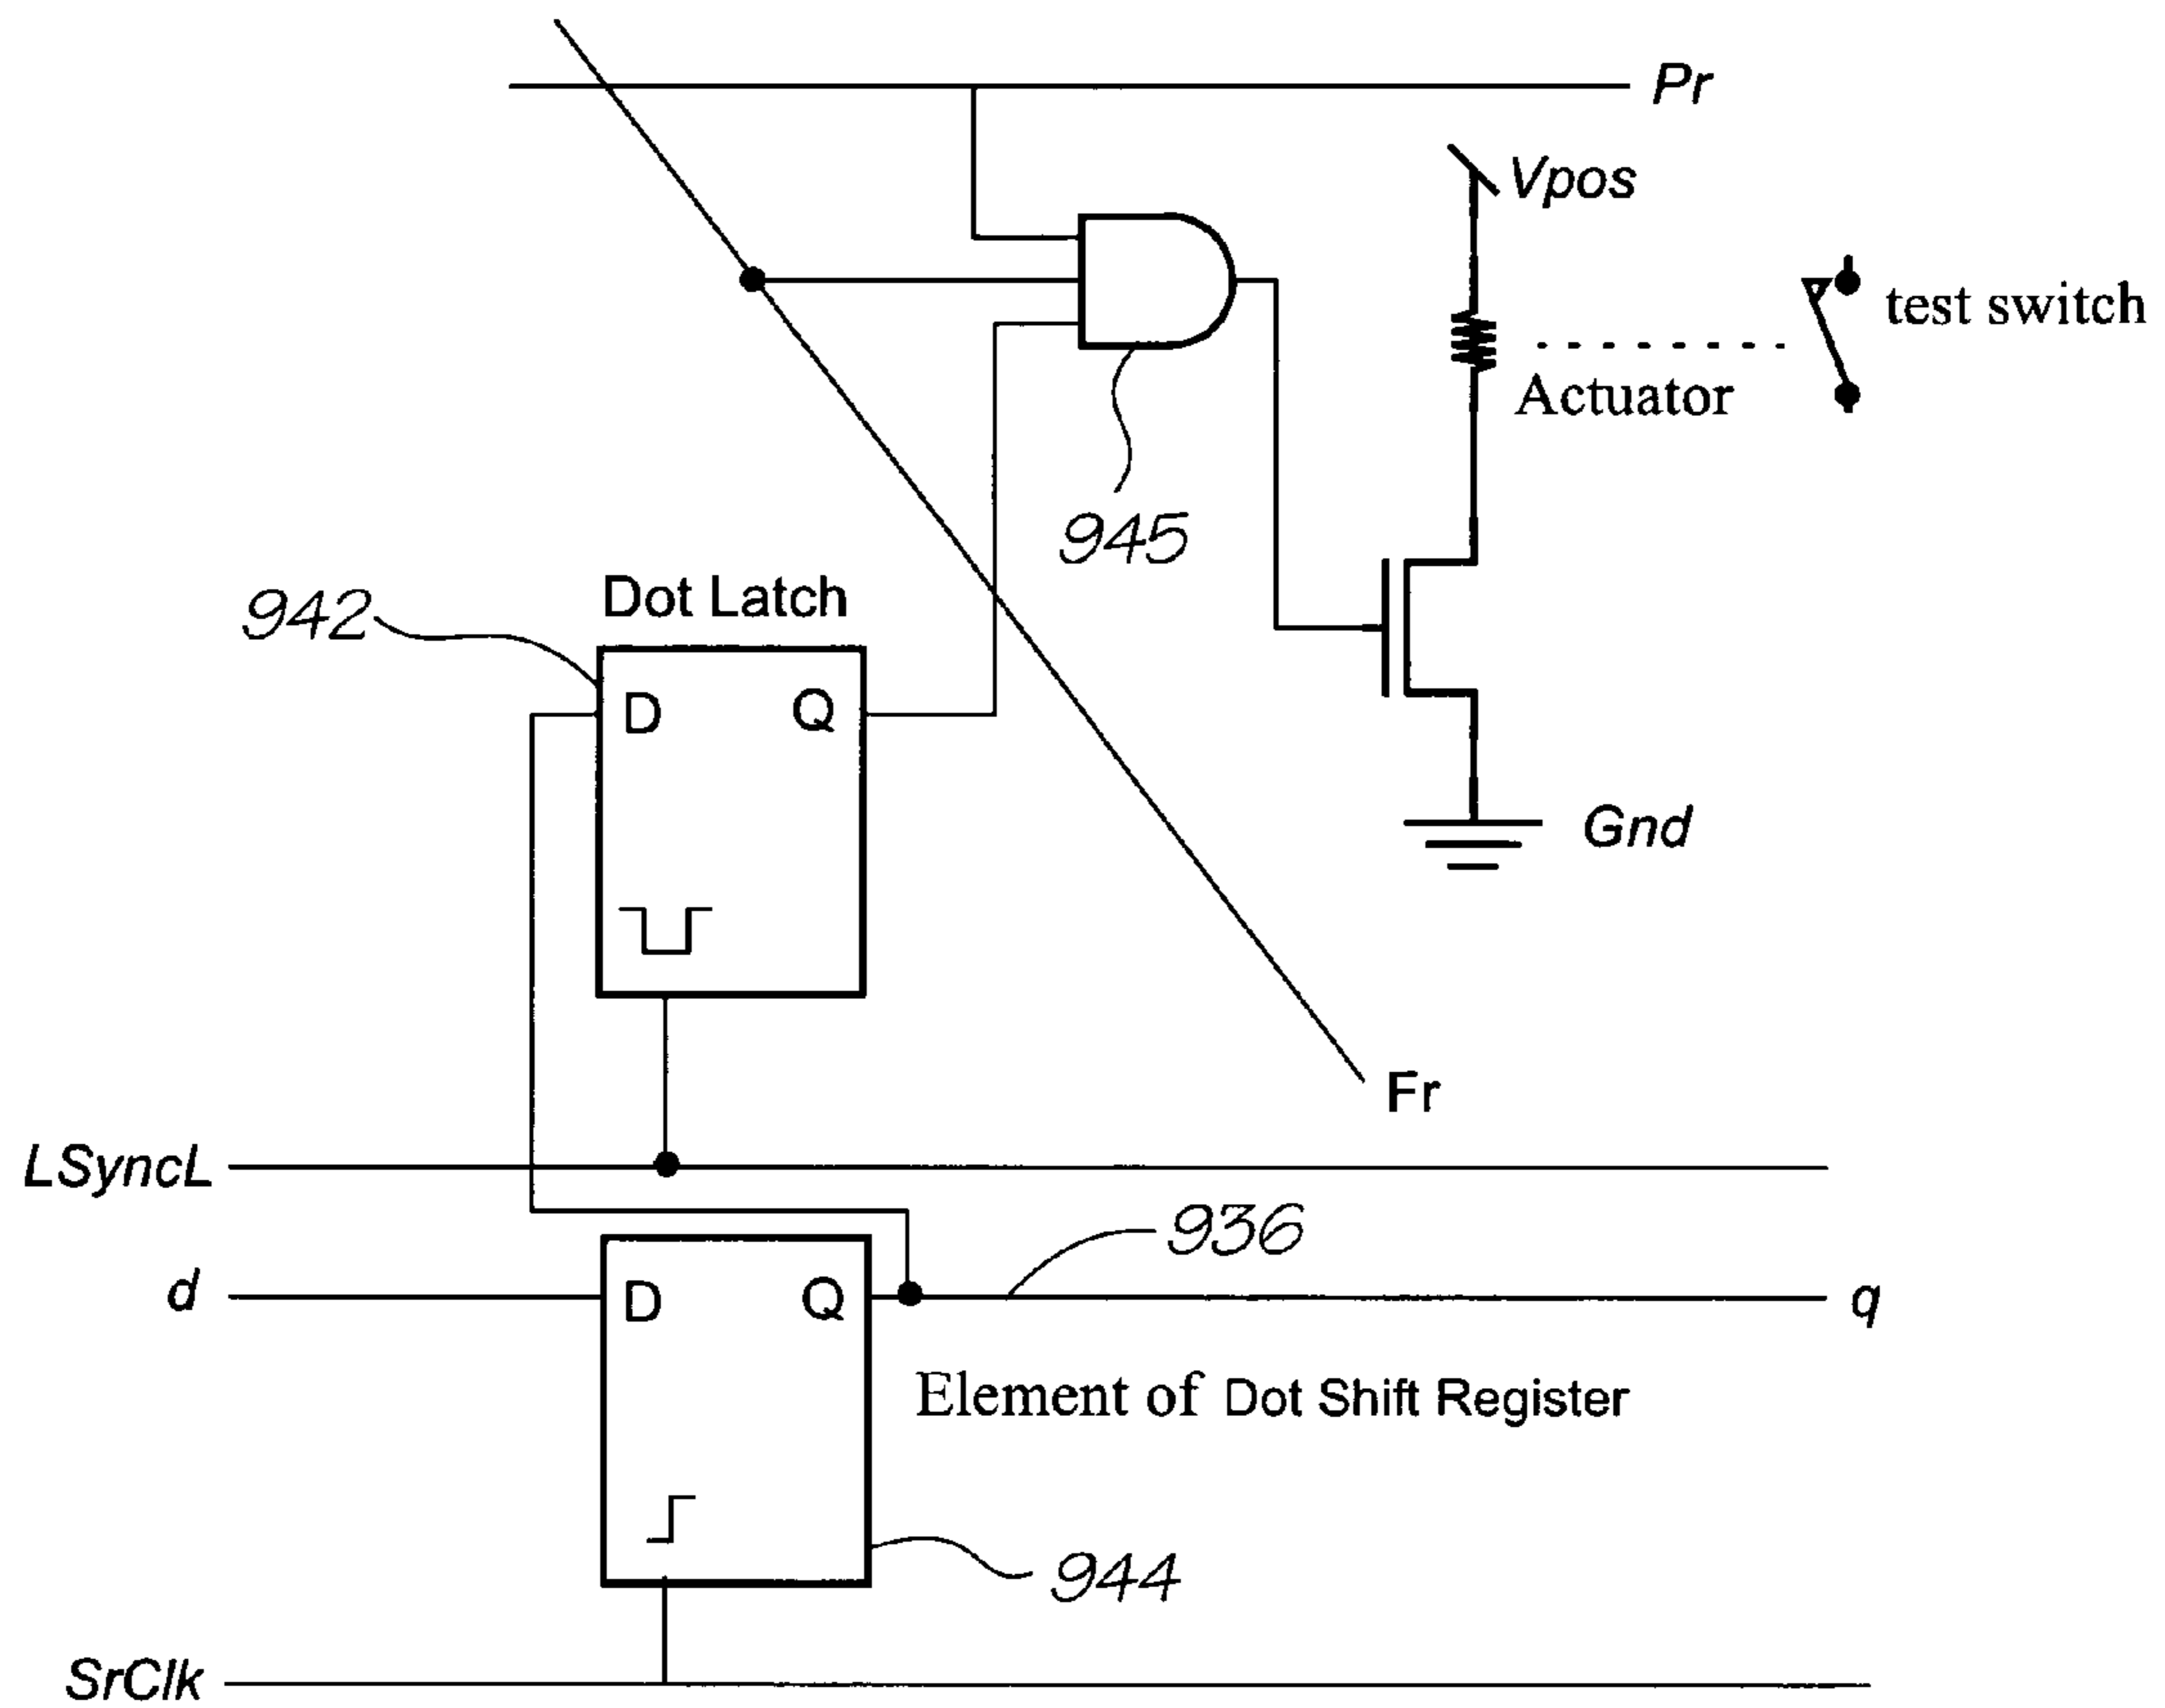 Pr
Vpos
test switch
Actuator
945
Dot Latch
942
D Q
Gnd
Fr
LSyncL
936
d
D Q
q
Element of Dot Shift Register
944
SrClk